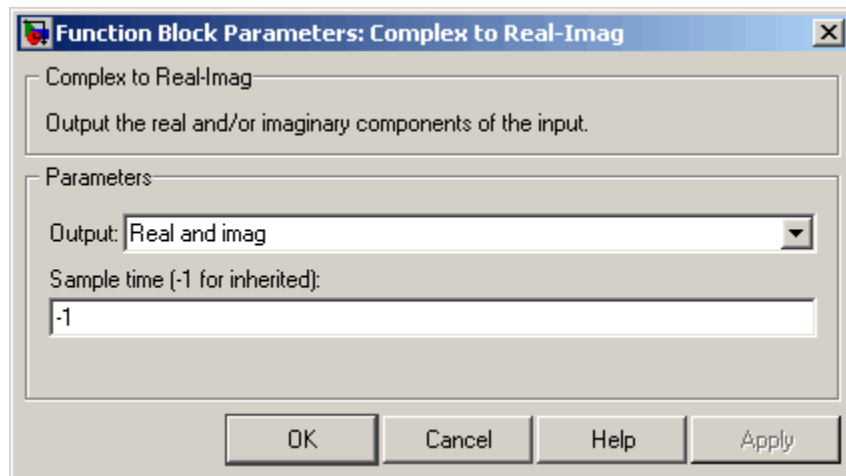 Function Block Parameters: Complex to Real-Imag
Complex to Real-Imag
Output the real and/or imaginary components of the input.
Parameters
Output: Real and imag
Sample time (-1 for inherited):
-1
OK Cancel Help Apply